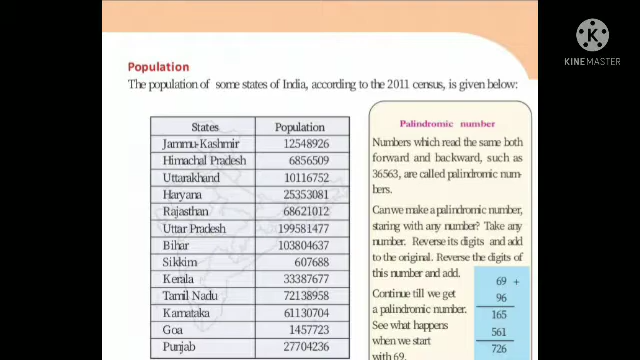 K
KINEMASTER
Population
The population of some states of India, according to the 2011 census, is given below:
States Population
Jammu-Kashmir 12548926
Himachal Pradesh 6856509
Uttarakhand 10116752
Haryana 25353081
Rajasthan 68621012
Uttar Pradesh 199581477
Bihar 103804637
Sikkim 607688
Kerala 33387677
Tamil Nadu 72138958
Karnataka 61130704
Goa 1457723
Punjab 27704236
Palindromic number
Numbers which read the same both
forward and backward, such as
36563, are called palindromic num-
bers.
Can we make a palindromic number,
staring with any number? Take any
number. Reverse its digits and add
to the original. Reverse the digits of
this number and add.
Continue till we get
a palindromic number.
See what happens
when we start
with 69.
69 +
96
165
561
726